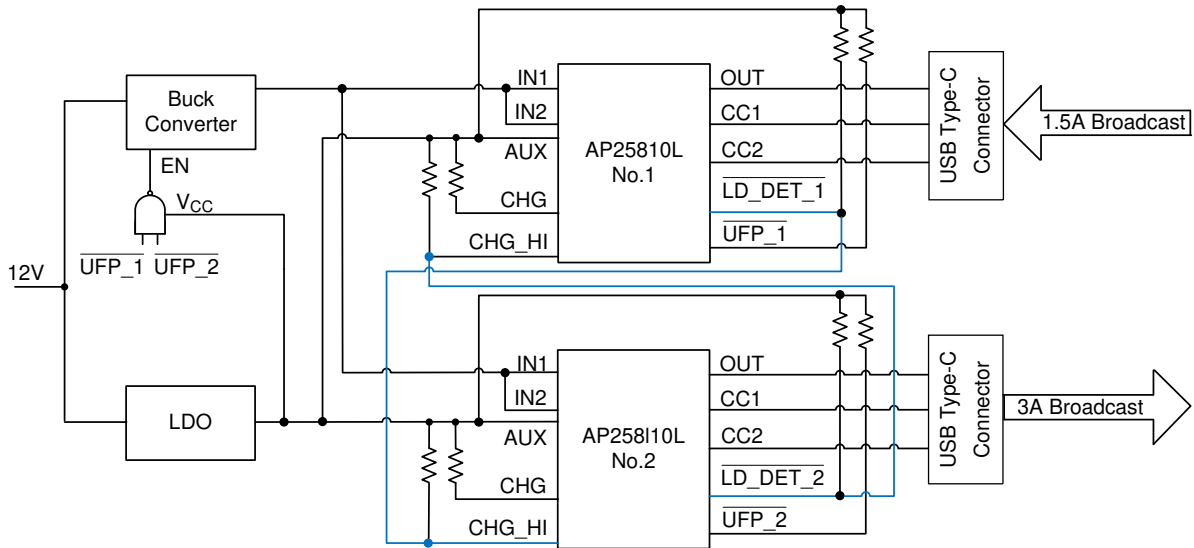 12V
Buck
Converter
EN
VCC
UFP_1 UFP_2
LDO
IN1
IN2
AUX
CHG
CHG_HI
AP25810L
No.1
OUT
CC1
CC2
LD_DET_1
UFP_1
USB Type-C
Connector
1.5A Broadcast
IN1
IN2
AUX
CHG
CHG_HI
AP258I10L
No.2
OUT
CC1
CC2
LD_DET_2
UFP_2
USB Type-C
Connector
3A Broadcast